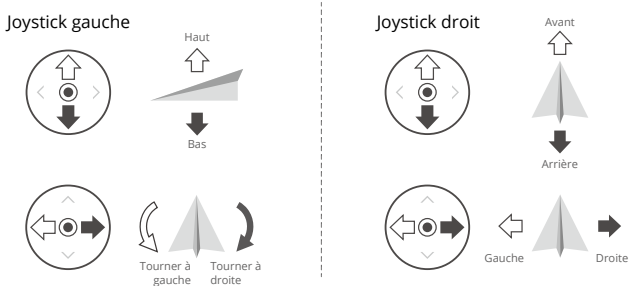 Joystick gauche
Haut
Bas
Tourner à
gauche
Tourner à
droite
Joystick droit
Avant
Arrière
Gauche
Droite